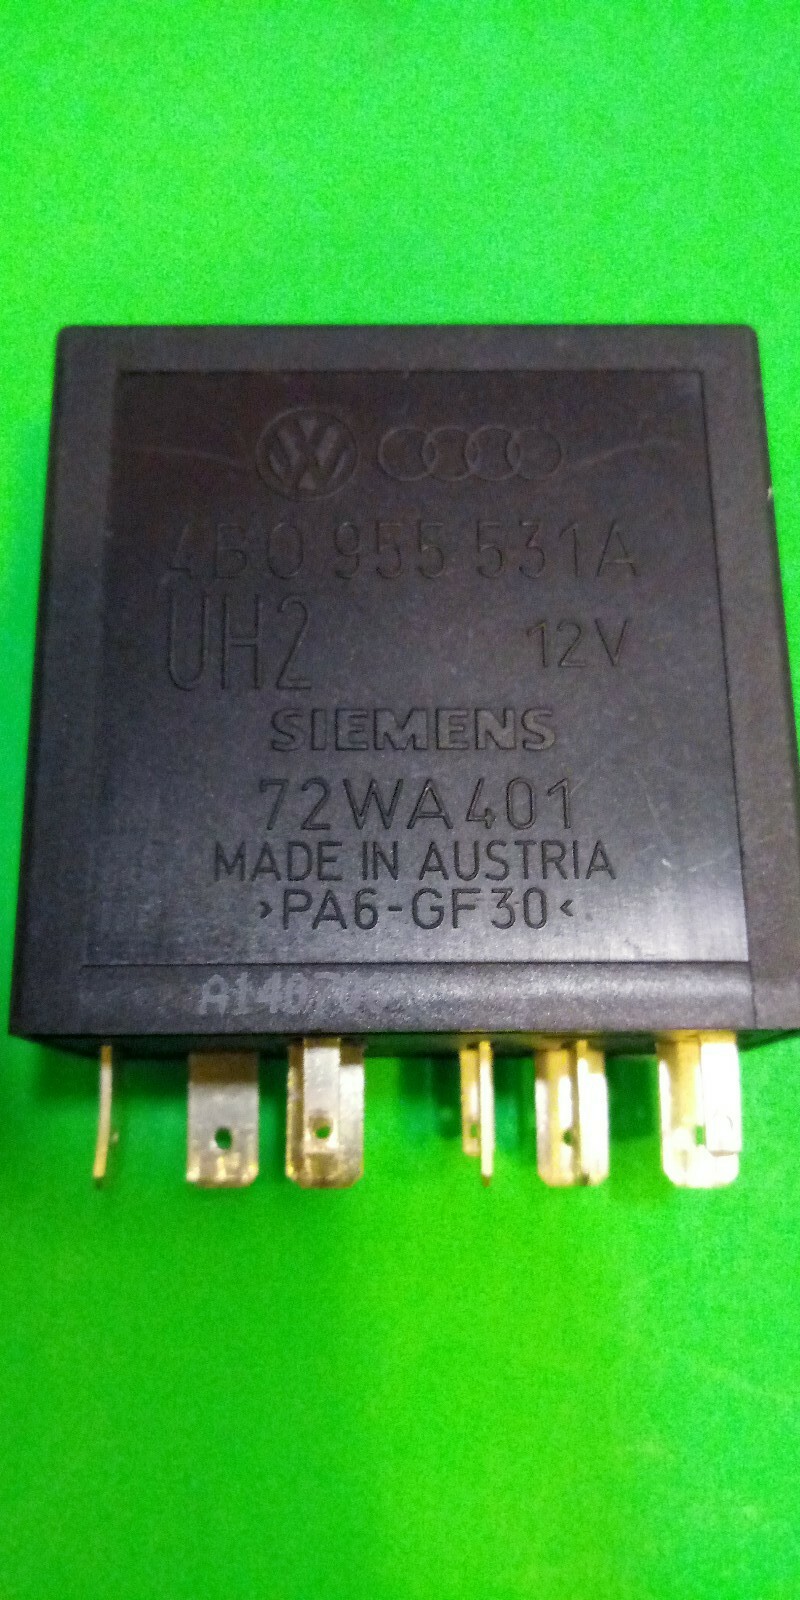 4B0 955 531A
UH2 12V
SIEMENS
72WA401
MADE IN AUSTRIA
>PA6-GF30<